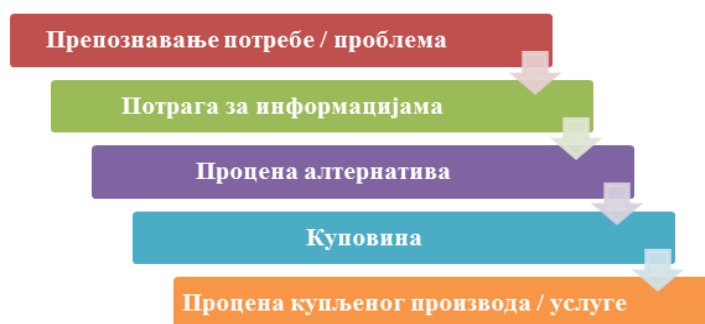 Препознавање потребе / проблема
Потрага за информацијама
Процена алтернатива
Куповина
Процена купљеног производа / услуге